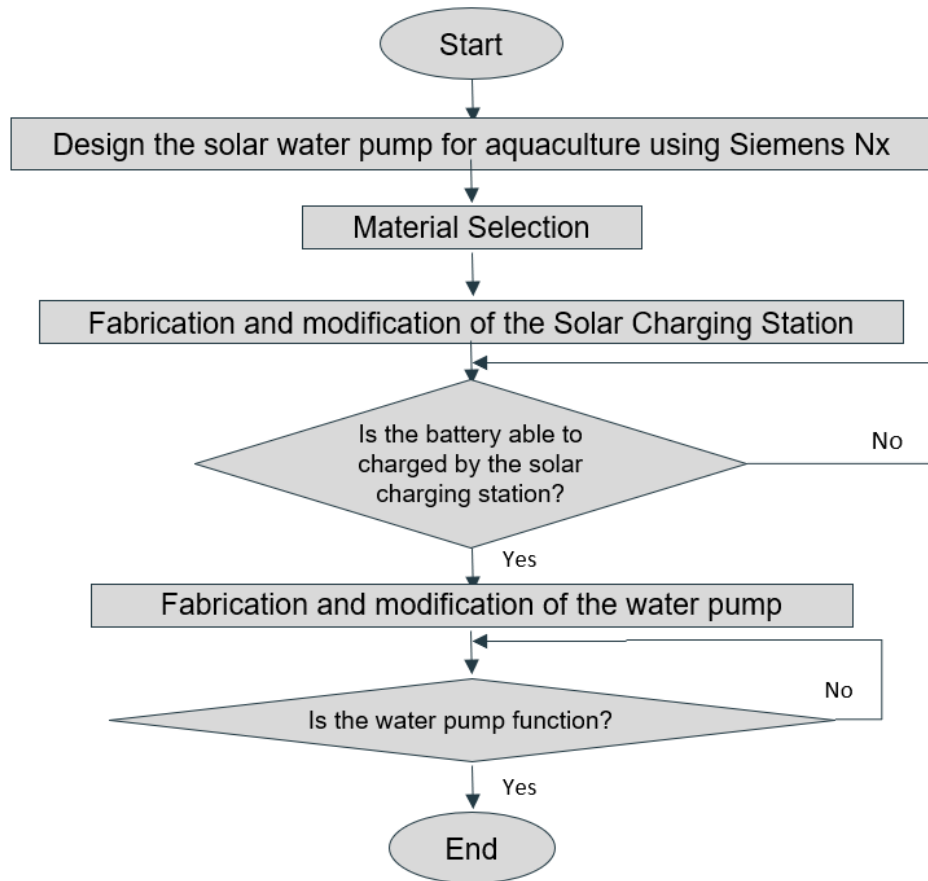 Start
Design the solar water pump for aquaculture using Siemens Nx
Material Selection
Fabrication and modification of the Solar Charging Station
Is the battery able to
charged by the solar
charging station?
No
Yes
Fabrication and modification of the water pump
No
Is the water pump function?
Yes
End